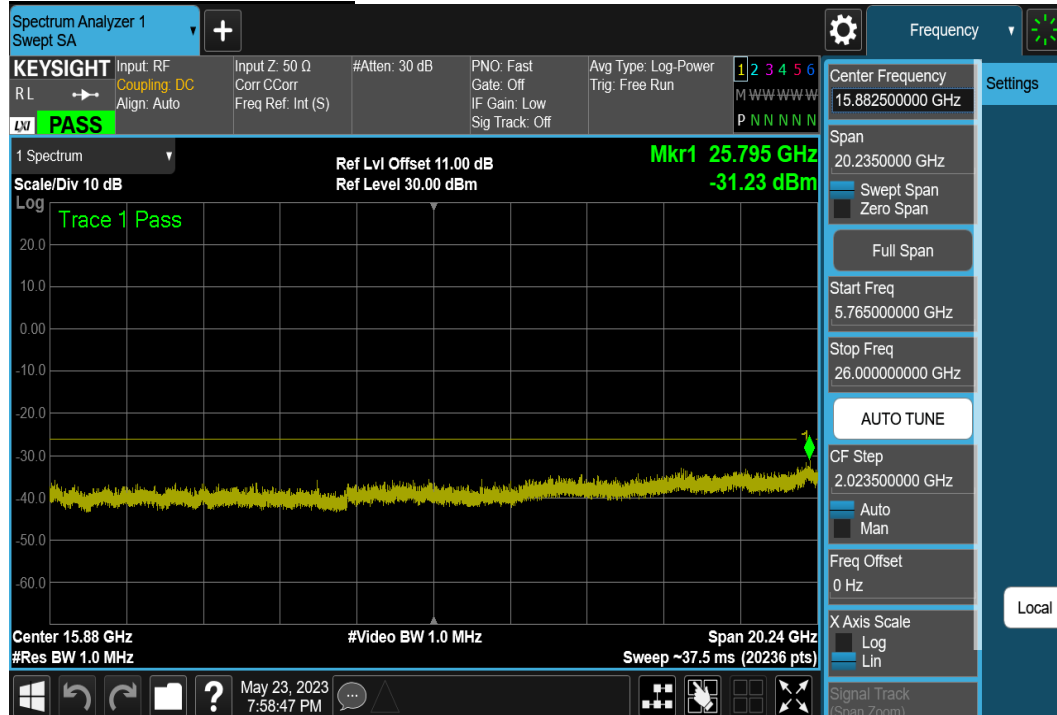 Spectrum Analyzer 1
Swept SA
+
Frequency
KEYSIGHT
RL
LXI
PASS
Input: RF
Coupling: DC
Align: Auto
Input Z: 50 Ω
Corr CCorr
Freq Ref: Int (S)
#Atten: 30 dB
PNO: Fast
Gate: Off
IF Gain: Low
Sig Track: Off
Avg Type: Log-Power
Trig: Free Run
1 2 3 4 5 6
M W W W W W
P N N N N N
1 Spectrum
Scale/Div 10 dB
Log
Ref Lvl Offset 11.00 dB
Ref Level 30.00 dBm
Mkr1 25.795 GHz
-31.23 dBm
Trace 1 Pass
20.0
10.0
0.00
-10.0
-20.0
-30.0
-40.0
-50.0
-60.0
1
Center 15.88 GHz
#Res BW 1.0 MHz
#Video BW 1.0 MHz
Span 20.24 GHz
Sweep ~37.5 ms (20236 pts)
Center Frequency
15.882500000 GHz
Span
20.2350000 GHz
Swept Span
Zero Span
Full Span
Start Freq
5.765000000 GHz
Stop Freq
26.000000000 GHz
AUTO TUNE
CF Step
2.023500000 GHz
Auto
Man
Freq Offset
0 Hz
X Axis Scale
Log
Lin
Signal Track
(Span Zoom)
Settings
Local
?
May 23, 2023
7:58:47 PM